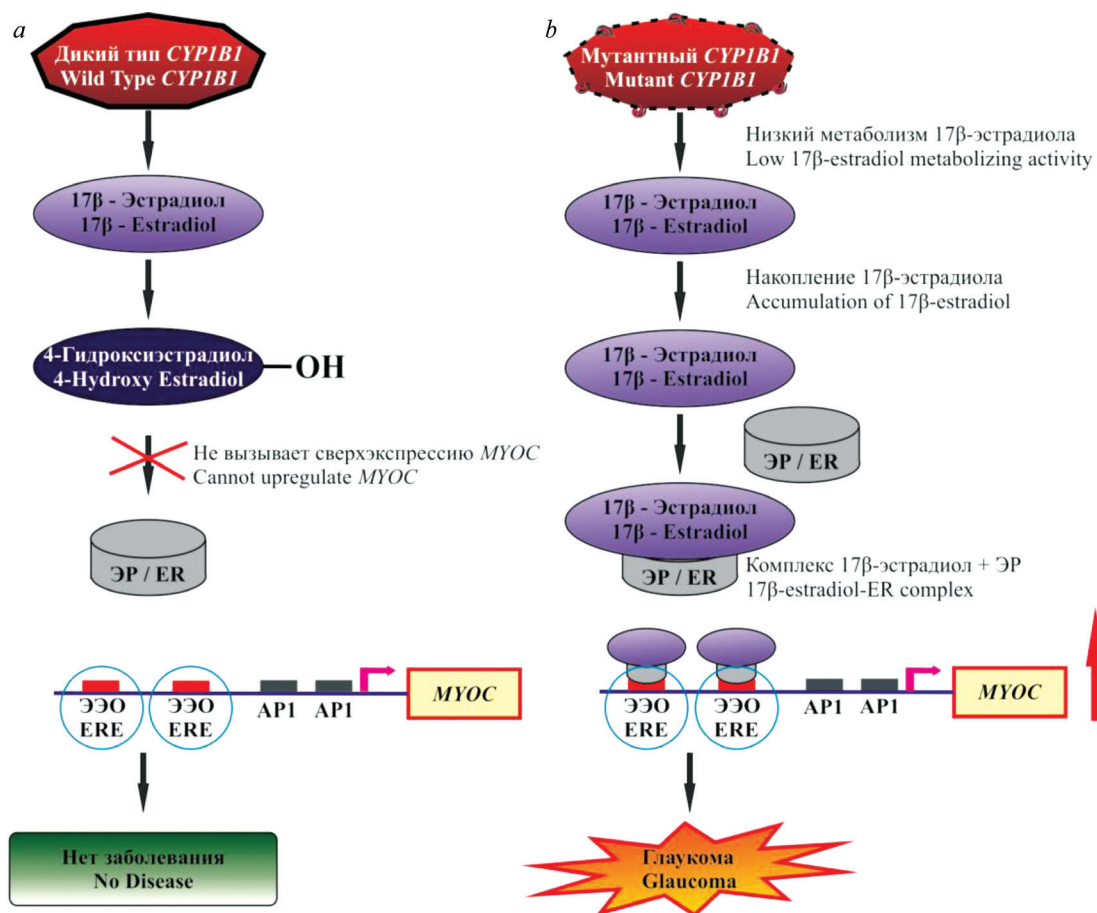 a
Дикий тип CYP1B1
Wild Type CYP1B1
17β - Эстрадиол
17β - Estradiol
4-Гидроксиэстрадиол
4-Hydroxy Estradiol
OH
Не вызывает сверхэкспрессию MYOC
Cannot upregulate MYOC
ЭР / ER
ЭЭО
ERE
ЭЭО
ERE
AP1
AP1
MYOC
Нет заболевания
No Disease
b
Мутантный CYP1B1
Mutant CYP1B1
Низкий метаболизм 17β-эстрадиола
Low 17β-estradiol metabolizing activity
17β - Эстрадиол
17β - Estradiol
Накопление 17β-эстрадиола
Accumulation of 17β-estradiol
17β - Эстрадиол
17β - Estradiol
ЭР / ER
17β - Эстрадиол
17β - Estradiol
ЭР / ER
Комплекс 17β-эстрадиол + ЭР
17β-estradiol-ER complex
ЭЭО
ERE
ЭЭО
ERE
AP1
AP1
MYOC
Глаукома
Glaucoma